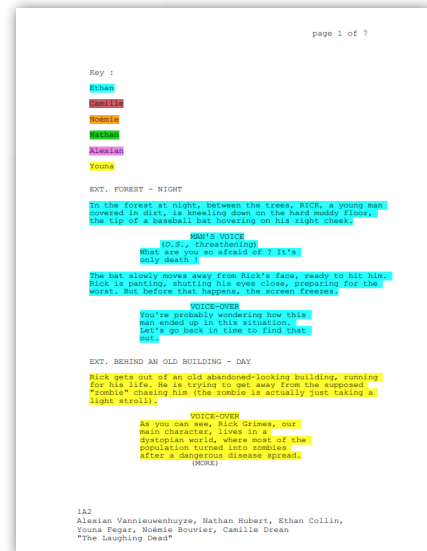 page 1 of 7
Key :
Ethan
Camille
Noémie
Nathan
Alexian
Youna
EXT. FOREST - NIGHT
In the forest at night, between the trees, RICK, a young man
covered in dirt, is kneeling down on the hard muddy floor,
the tip of a baseball bat hovering on his right cheek.
MAN'S VOICE
(O.S., threathening)
What are you so afraid of ? It's
only death !
The bat slowly moves away from Rick's face, ready to hit him.
Rick is panting, shutting his eyes close, preparing for the
worst. But before that happens, the screen freezes.
VOICE-OVER
You're probably wondering how this
man ended up in this situation.
Let's go back in time to find that
out.
EXT. BEHIND AN OLD BUILDING - DAY
Rick gets out of an old abandoned-looking building, running
for his life. He is trying to get away from the supposed
"zombie" chasing him (the zombie is actually just taking a
light stroll).
VOICE-OVER
As you can see, Rick Grimes, our
main character, lives in a
dystopian world, where most of the
population turned into zombies
after a dangerous disease spread.
(MORE)
1A2
Alexian Vannieuwenhuyze, Nathan Hubert, Ethan Collin,
Youna Fegar, Noémie Bouvier, Camille Drean
"The Laughing Dead"